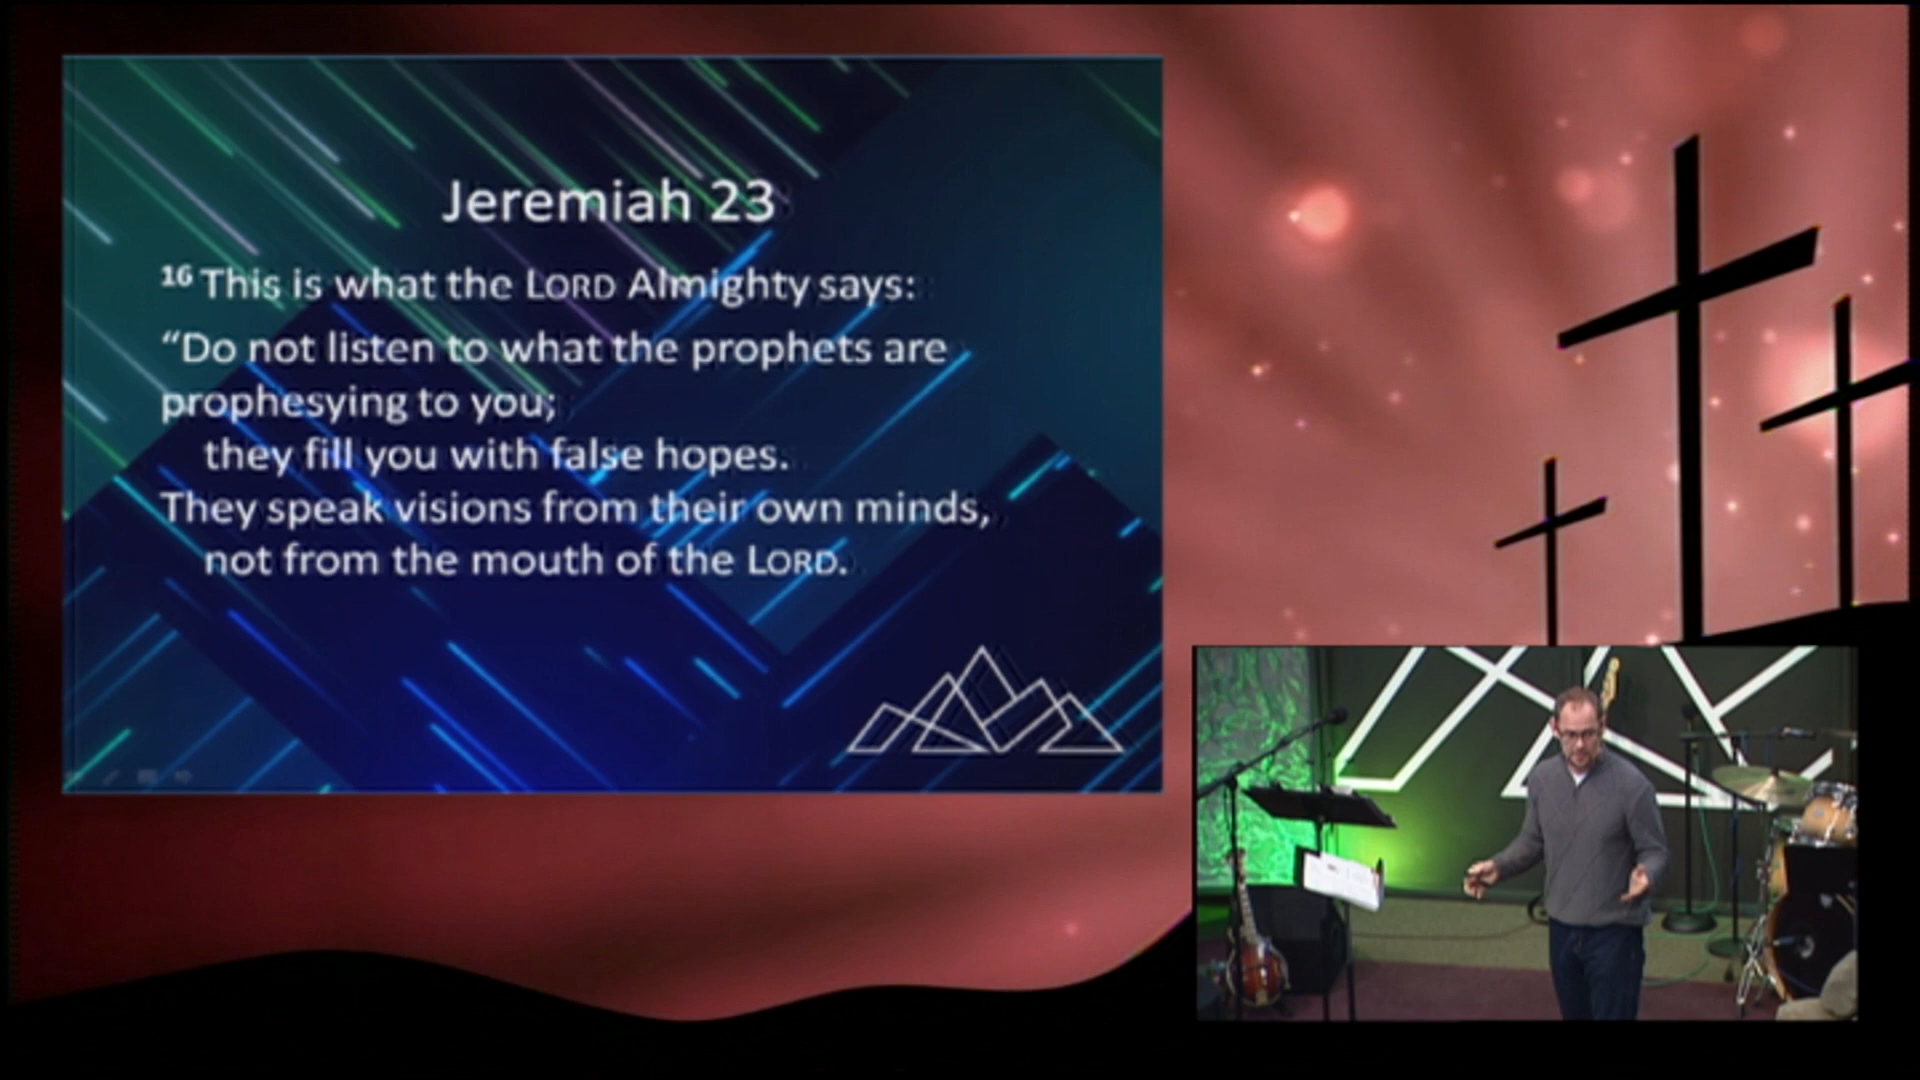 Jeremiah 23
16 This is what the LORD Almighty says:
“Do not listen to what the prophets are
prophesying to you;
they fill you with false hopes.
They speak visions from their own minds,
not from the mouth of the LORD.